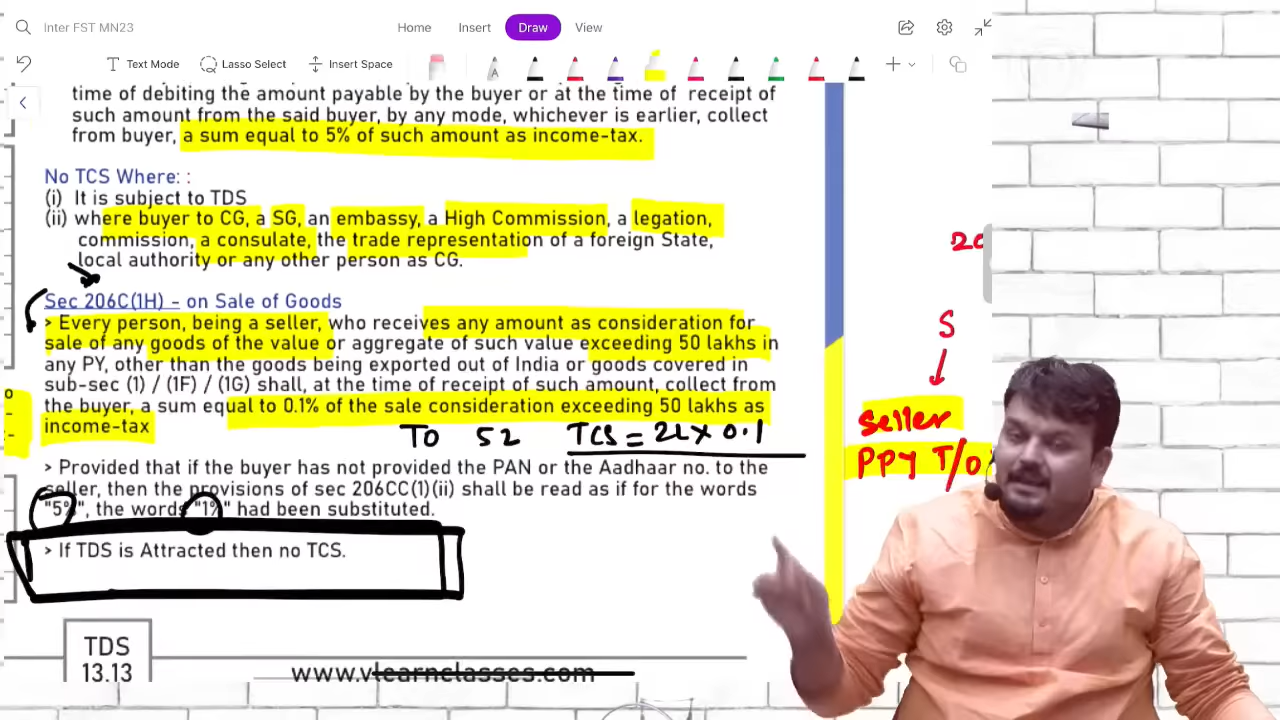 Inter FST MN23
Home Insert Draw View
Text Mode Lasso Select Insert Space
time of debiting the amount payable by the buyer or at the time of receipt of
such amount from the said buyer, by any mode, whichever is earlier, collect
from buyer, a sum equal to 5% of such amount as income-tax.
No TCS Where: :
(i) It is subject to TDS
(ii) where buyer to CG, a SG, an embassy, a High Commission, a legation,
commission, a consulate, the trade representation of a foreign State,
local authority or any other person as CG.
Sec 206C(1H) - on Sale of Goods
> Every person, being a seller, who receives any amount as consideration for
sale of any goods of the value or aggregate of such value exceeding 50 lakhs in
any PY, other than the goods being exported out of India or goods covered in
sub-sec (1) / (1F) / (1G) shall, at the time of receipt of such amount, collect from
the buyer, a sum equal to 0.1% of the sale consideration exceeding 50 lakhs as
income-tax
TO 52 TCS = 2L X 0.1
> Provided that if the buyer has not provided the PAN or the Aadhaar no. to the
seller, then the provisions of sec 206CC(1)(ii) shall be read as if for the words
"5%", the words "1%" had been substituted.
> If TDS is Attracted then no TCS.
TDS
13.13
www.vlearnclasses.com
20
S
Seller
PPY T/O